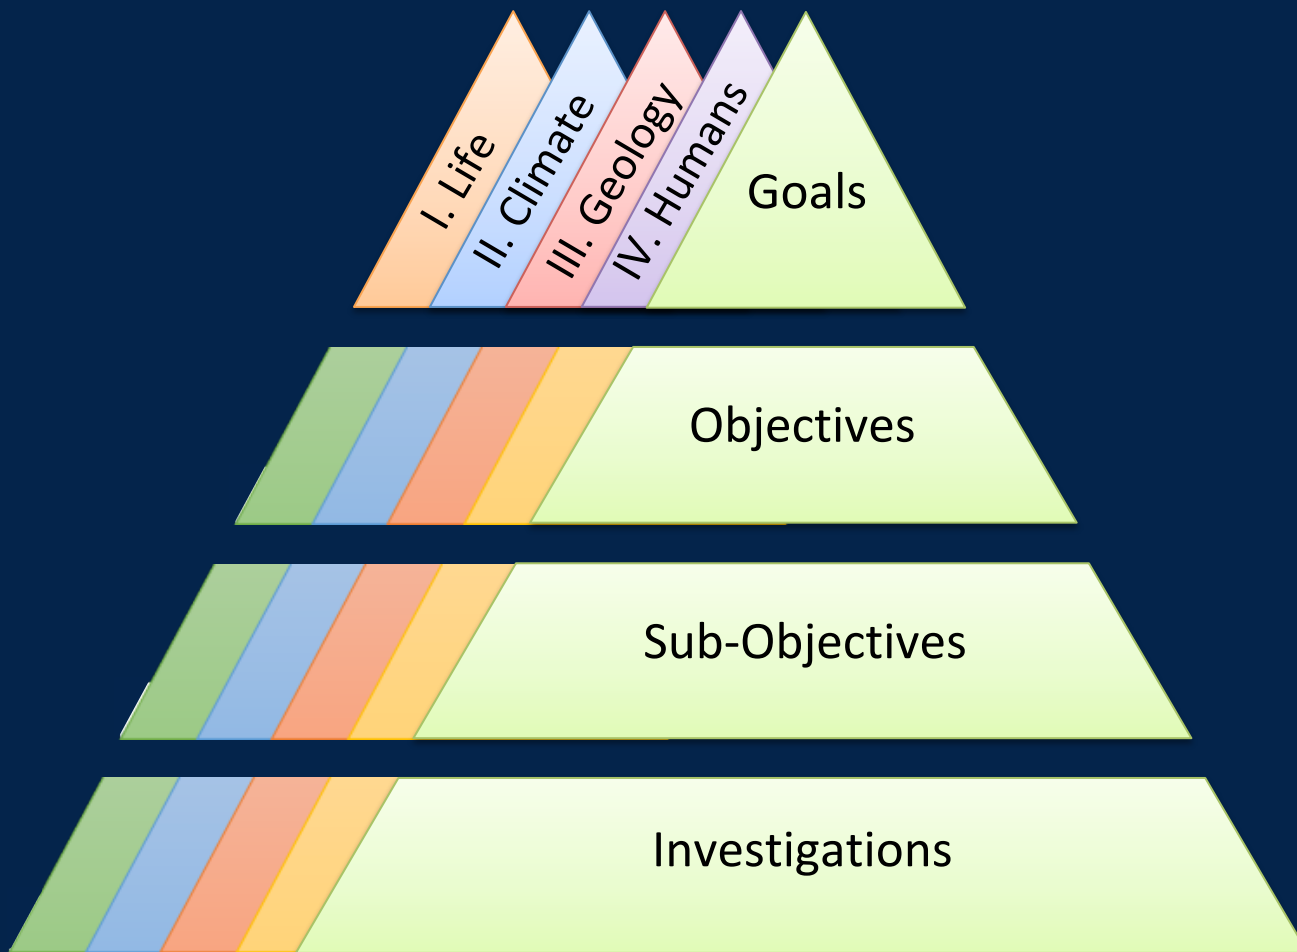 I. Life
II. Climate
III. Geology
IV. Humans
Goals
Objectives
Sub-Objectives
Investigations